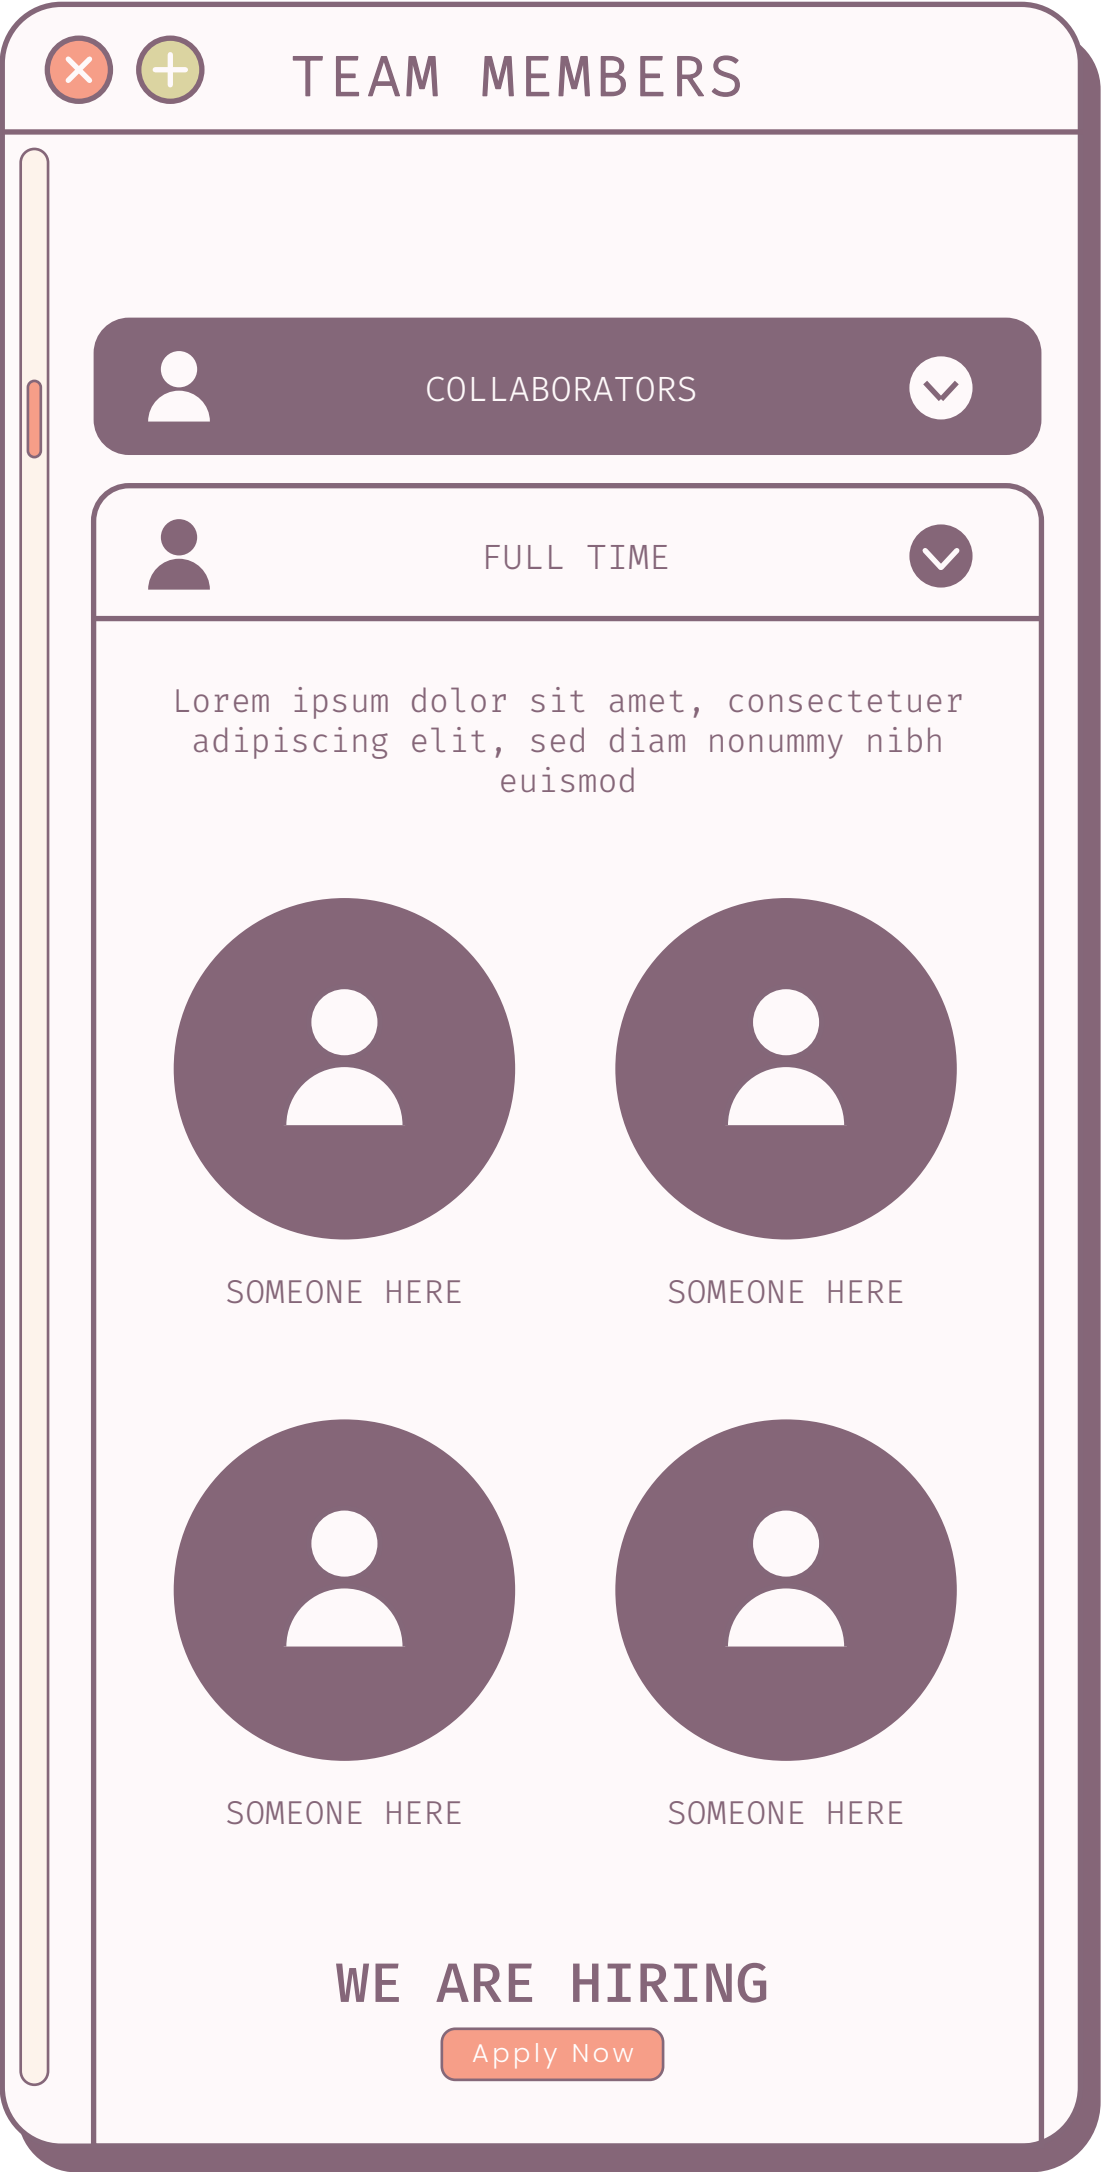 TEAM MEMBERS
COLLABORATORS
FULL TIME
Lorem ipsum dolor sit amet, consectetuer
adipiscing elit, sed diam nonummy nibh
euismod
SOMEONE HERE
SOMEONE HERE
SOMEONE HERE
SOMEONE HERE
WE ARE HIRING
Apply Now